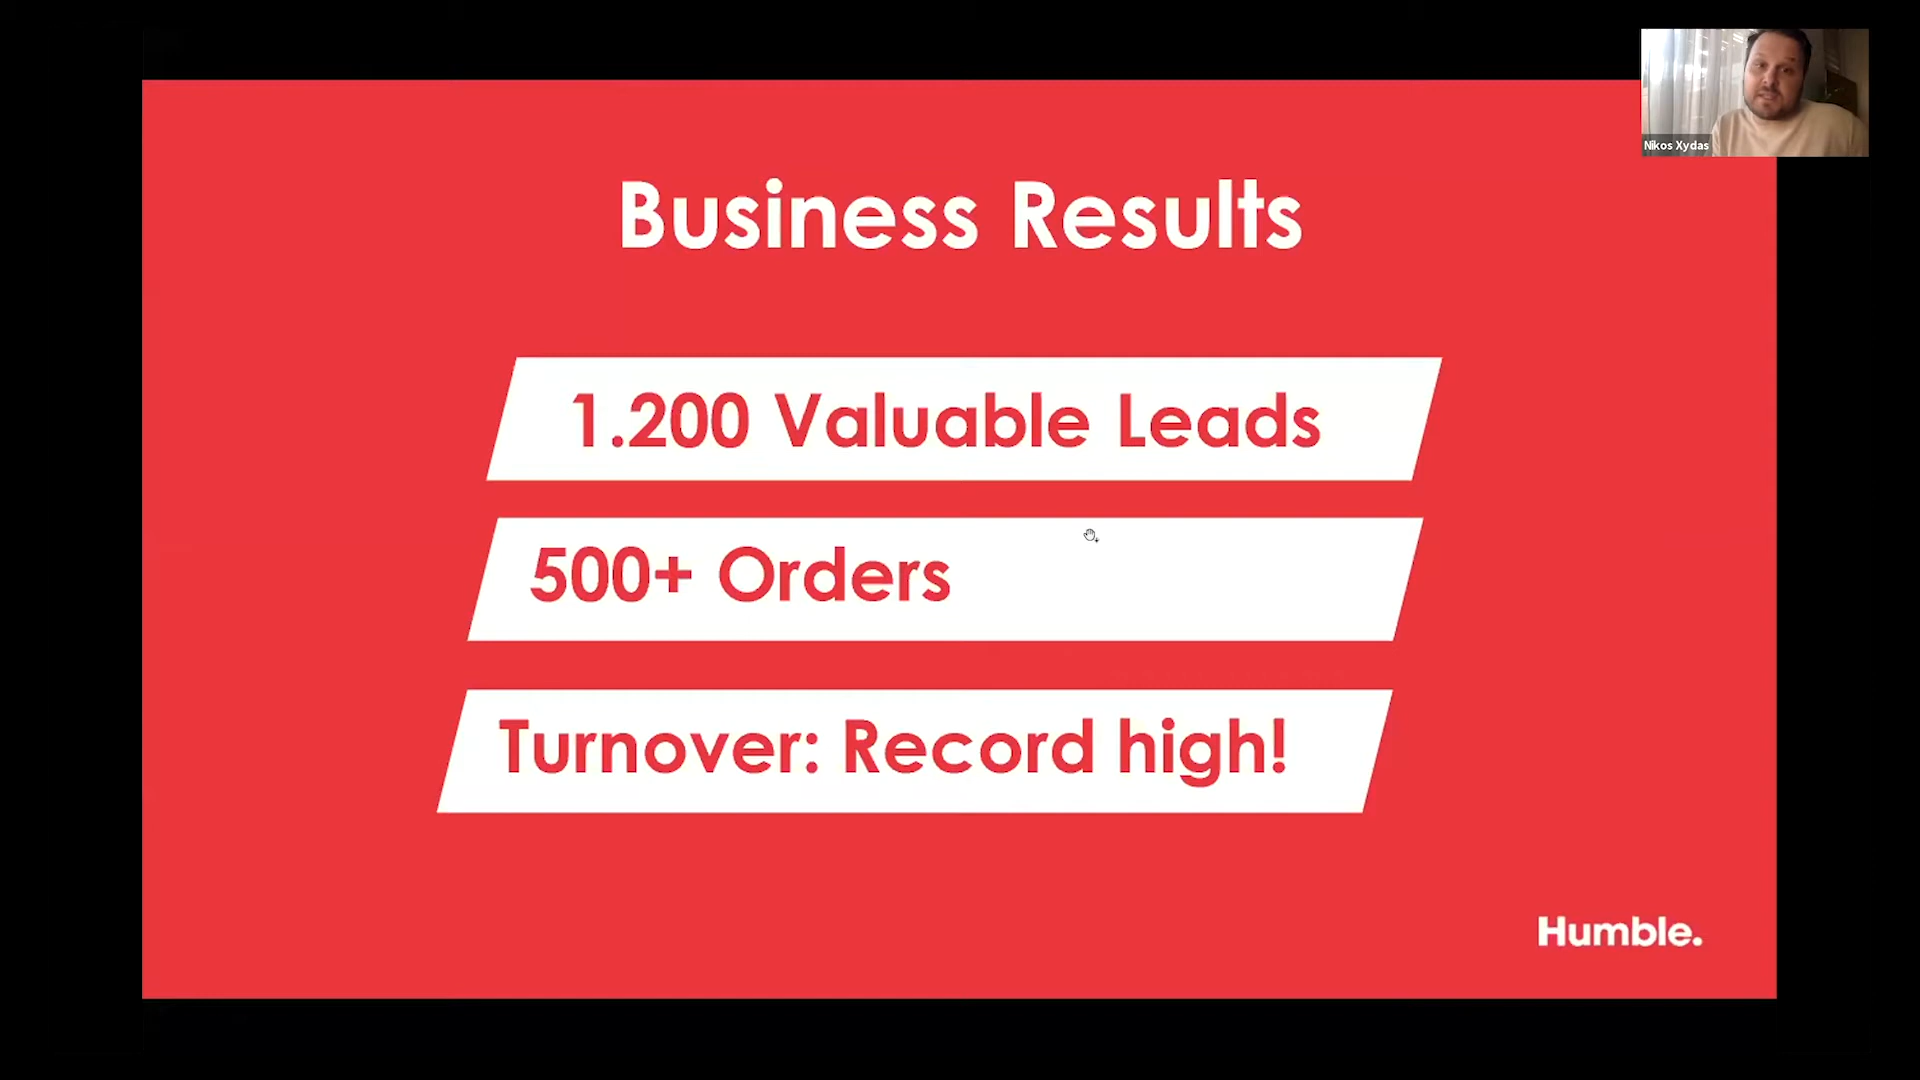 Nikos Xydas
Business Results
1.200 Valuable Leads
500+ Orders
Turnover: Record high!
Humble.